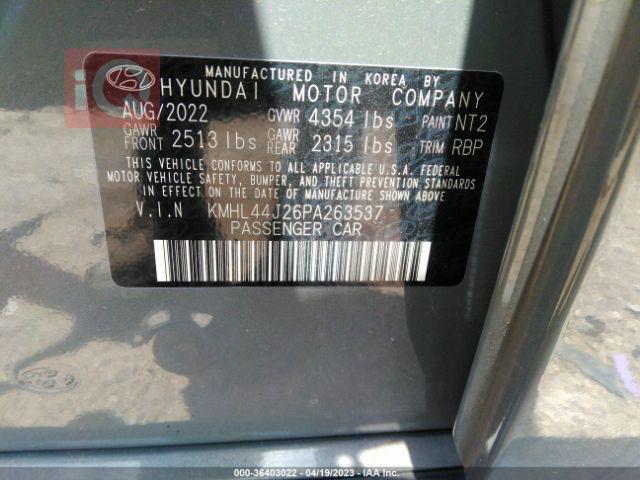 iQ
MANUFACTURED IN KOREA BY
HYUNDAI MOTOR COMPANY
AUG/2022 GVWR 4354 lbs PAINT NT2
GAWR FRONT 2513 lbs GAWR REAR 2315 lbs TRIM RBP
THIS VEHICLE CONFORMS TO ALL APPLICABLE U.S.A. FEDERAL
MOTOR VEHICLE SAFETY, BUMPER, AND THEFT PREVENTION STANDARDS
IN EFFECT ON THE DATE OF MANUFACTURE SHOWN ABOVE
V.I.N KMHL44J26PA263537
PASSENGER CAR
000-36403022 - 04/19/2023 - IAA Inc.